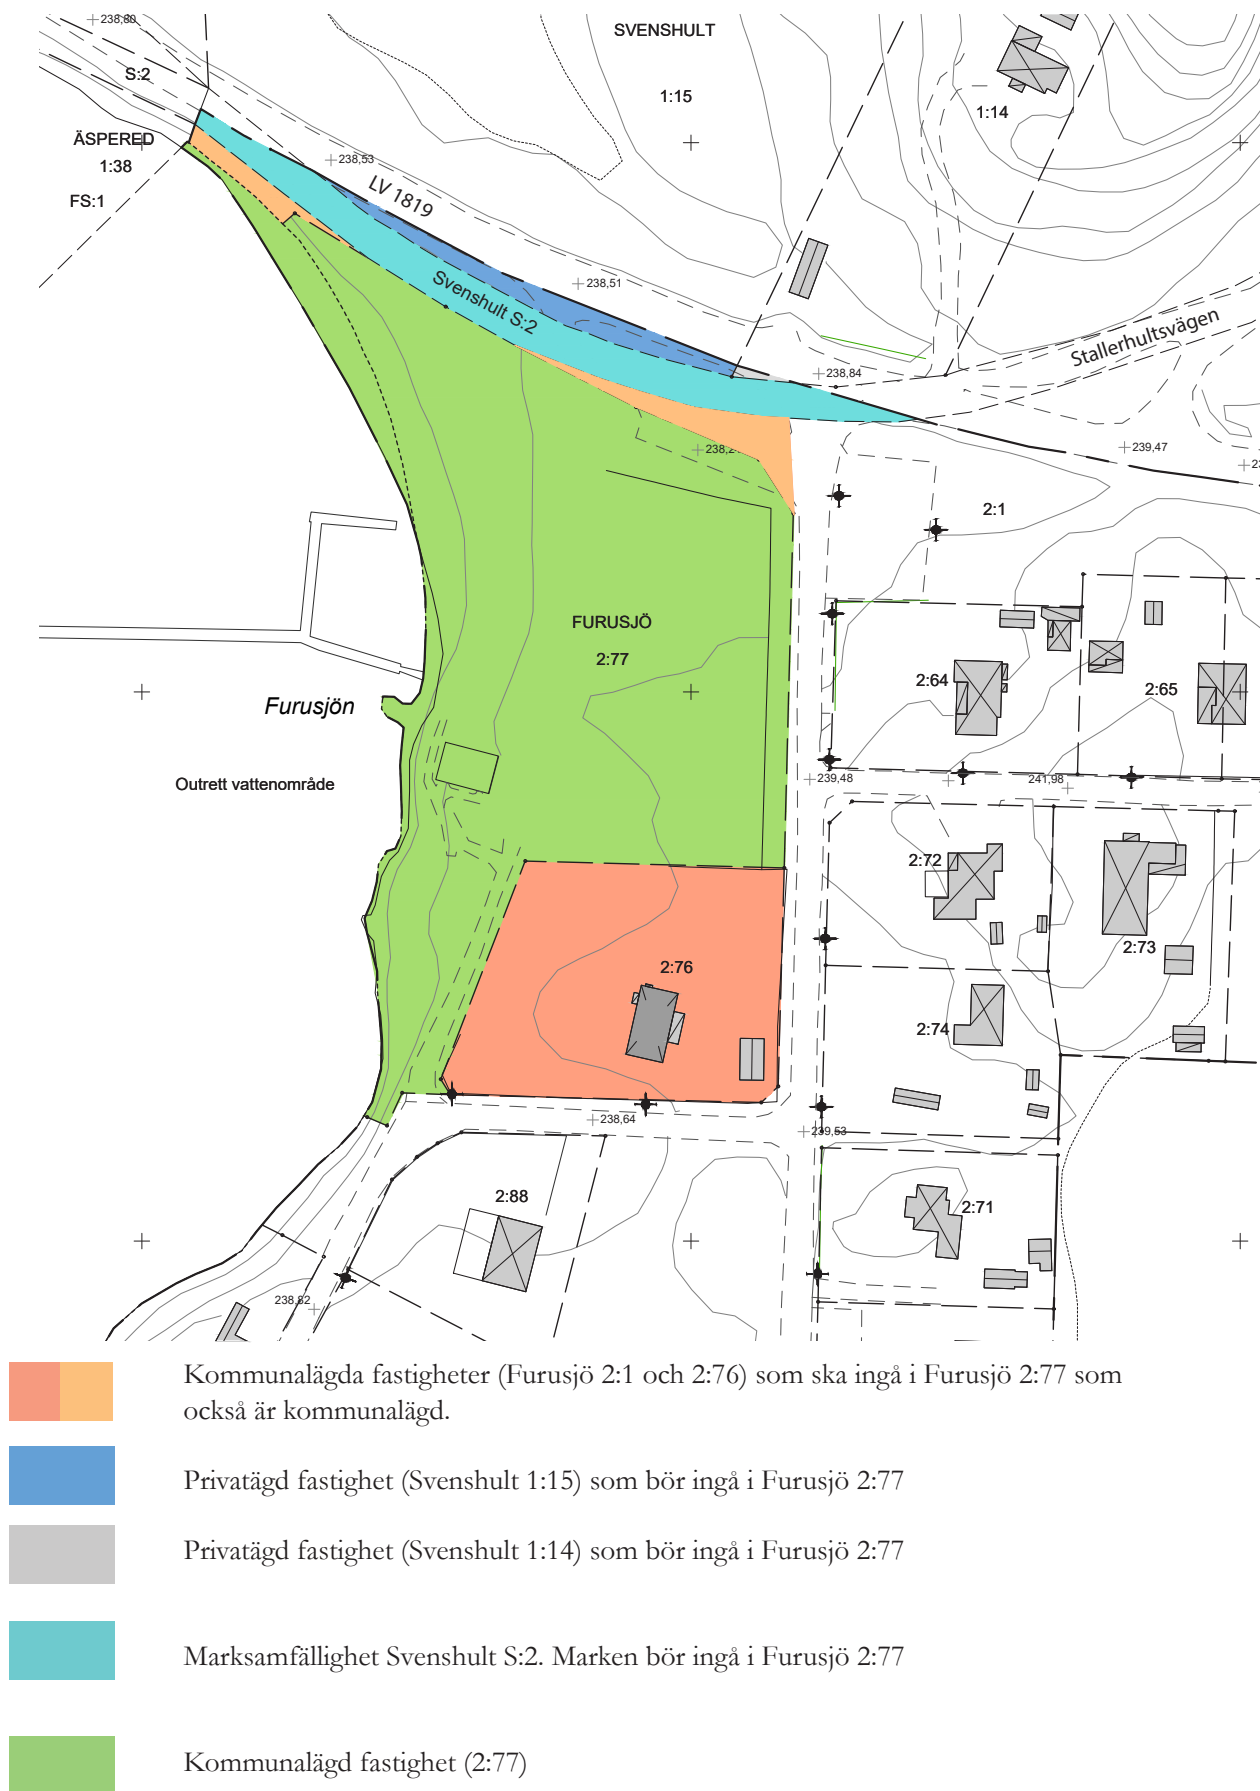 238,80
SVENSHULT
S:2
1:15
1:14
ÄSPERED
1:38
238,53
LV 1819
FS:1
238,51
Svenshult S:2
Stallerhultsvägen
238,84
238,2
239,47
2:1
FURUSJÖ
2:77
2:64
2:65
Furusjön
Outrett vattenområde
239,48
241,98
2:72
2:73
2:76
2:74
238,64
239,53
2:88
2:71
238,82
Kommunalägda fastigheter (Furusjö 2:1 och 2:76) som ska ingå i Furusjö 2:77 som
också är kommunalägd.
Privatägd fastighet (Svenshult 1:15) som bör ingå i Furusjö 2:77
Privatägd fastighet (Svenshult 1:14) som bör ingå i Furusjö 2:77
Marksamfällighet Svenshult S:2. Marken bör ingå i Furusjö 2:77
Kommunalägd fastighet (2:77)